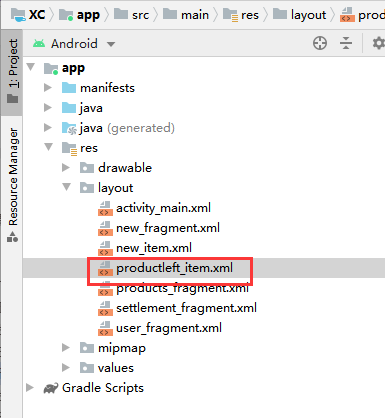 XC app src main res layout prod
Android
1: Project
Resource Manager
app
manifests
java
java (generated)
res
drawable
layout
activity_main.xml
new_fragment.xml
new_item.xml
productleft_item.xml
products_fragment.xml
settlement_fragment.xml
user_fragment.xml
mipmap
values
Gradle Scripts